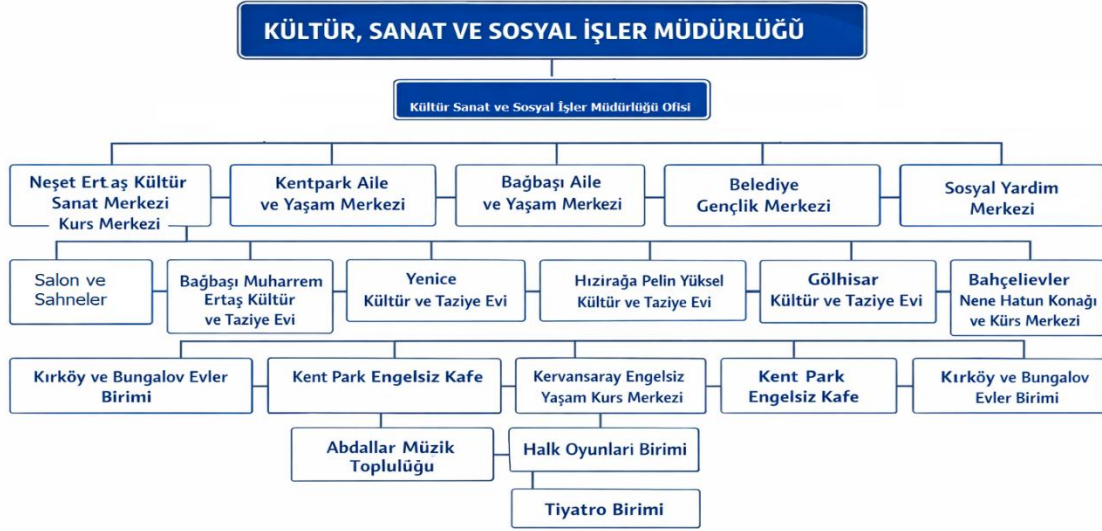 KÜLTÜR, SANAT VE SOSYAL İŞLER MÜDÜRLÜĞÜ
Kültür Sanat ve Sosyal İşler Müdürlüğü Ofisi
Neşet Ert.aş Kültür
Sanat Merkezi
Kurs Merkezi
Kentpark Aile
ve Yaşam Merkezi
Bağbaşı Aile
ve Yaşam Merkezi
Belediye
Gençlik Merkezi
Sosyal Yardim
Merkezi
Salon ve
Sahneler
Bağbaşı Muharrem
Ertaş Kültür
ve Taziye Evi
Yenice
Kültür ve Taziye Evi
Hızirağa Pelin Yüksel
Kültür ve Taziye Evi
Gölhisar
Kültür ve Taziye Evi
Bahçelievler
Nene Hatun Konağı
ve Kürs Merkezi
Kırköy ve Bungalov Evler
Birimi
Kent Park Engelsiz Kafe
Kervansaray Engelsiz
Yaşam Kurs Merkezi
Kent Park
Engelsiz Kafe
Kırköy ve Bungalov
Evler Birimi
Abdallar Müzik
Toplulųğu
Halk Oyunlari Birimi
Tiyatro Birimi